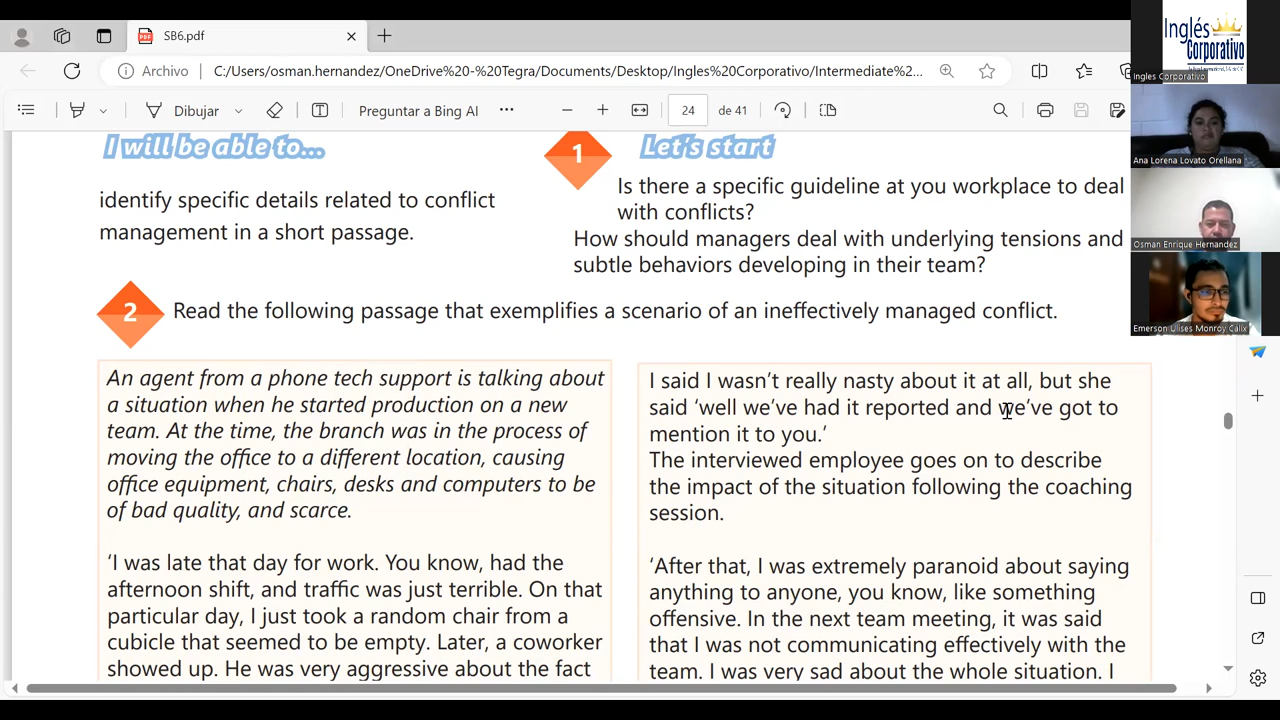 SB6.pdf
Archivo
C:/Users/osman.hernandez/OneDrive%20-%20Integra/Documents/Desktop/Ingles%20Corporativo/Intermediate%2...
Dibujar
Preguntar a Bing AI
24
de 41
I will be able to...
identify specific details related to conflict
management in a short passage.
1
Let's start
Is there a specific guideline at you workplace to deal
with conflicts?
How should managers deal with underlying tensions and
subtle behaviors developing in their team?
2
Read the following passage that exemplifies a scenario of an ineffectively managed conflict.
An agent from a phone tech support is talking about
a situation when he started production on a new
team. At the time, the branch was in the process of
moving the office to a different location, causing
office equipment, chairs, desks and computers to be
of bad quality, and scarce.
'I was late that day for work. You know, had the
afternoon shift, and traffic was just terrible. On that
particular day, I just took a random chair from a
cubicle that seemed to be empty. Later, a coworker
showed up. He was very aggressive about the fact
I said I wasn't really nasty about it at all, but she
said 'well we've had it reported and we've got to
mention it to you.'
The interviewed employee goes on to describe
the impact of the situation following the coaching
session.
'After that, I was extremely paranoid about saying
anything to anyone, you know, like something
offensive. In the next team meeting, it was said
that I was not communicating effectively with the
team. I was very sad about the whole situation. I
Inglés
Corporativo
Ingles Corporativo
Ana Lorena Lovato Orellana
Osman Enrique Hernandez
Emerson Ulises Monroy Calix